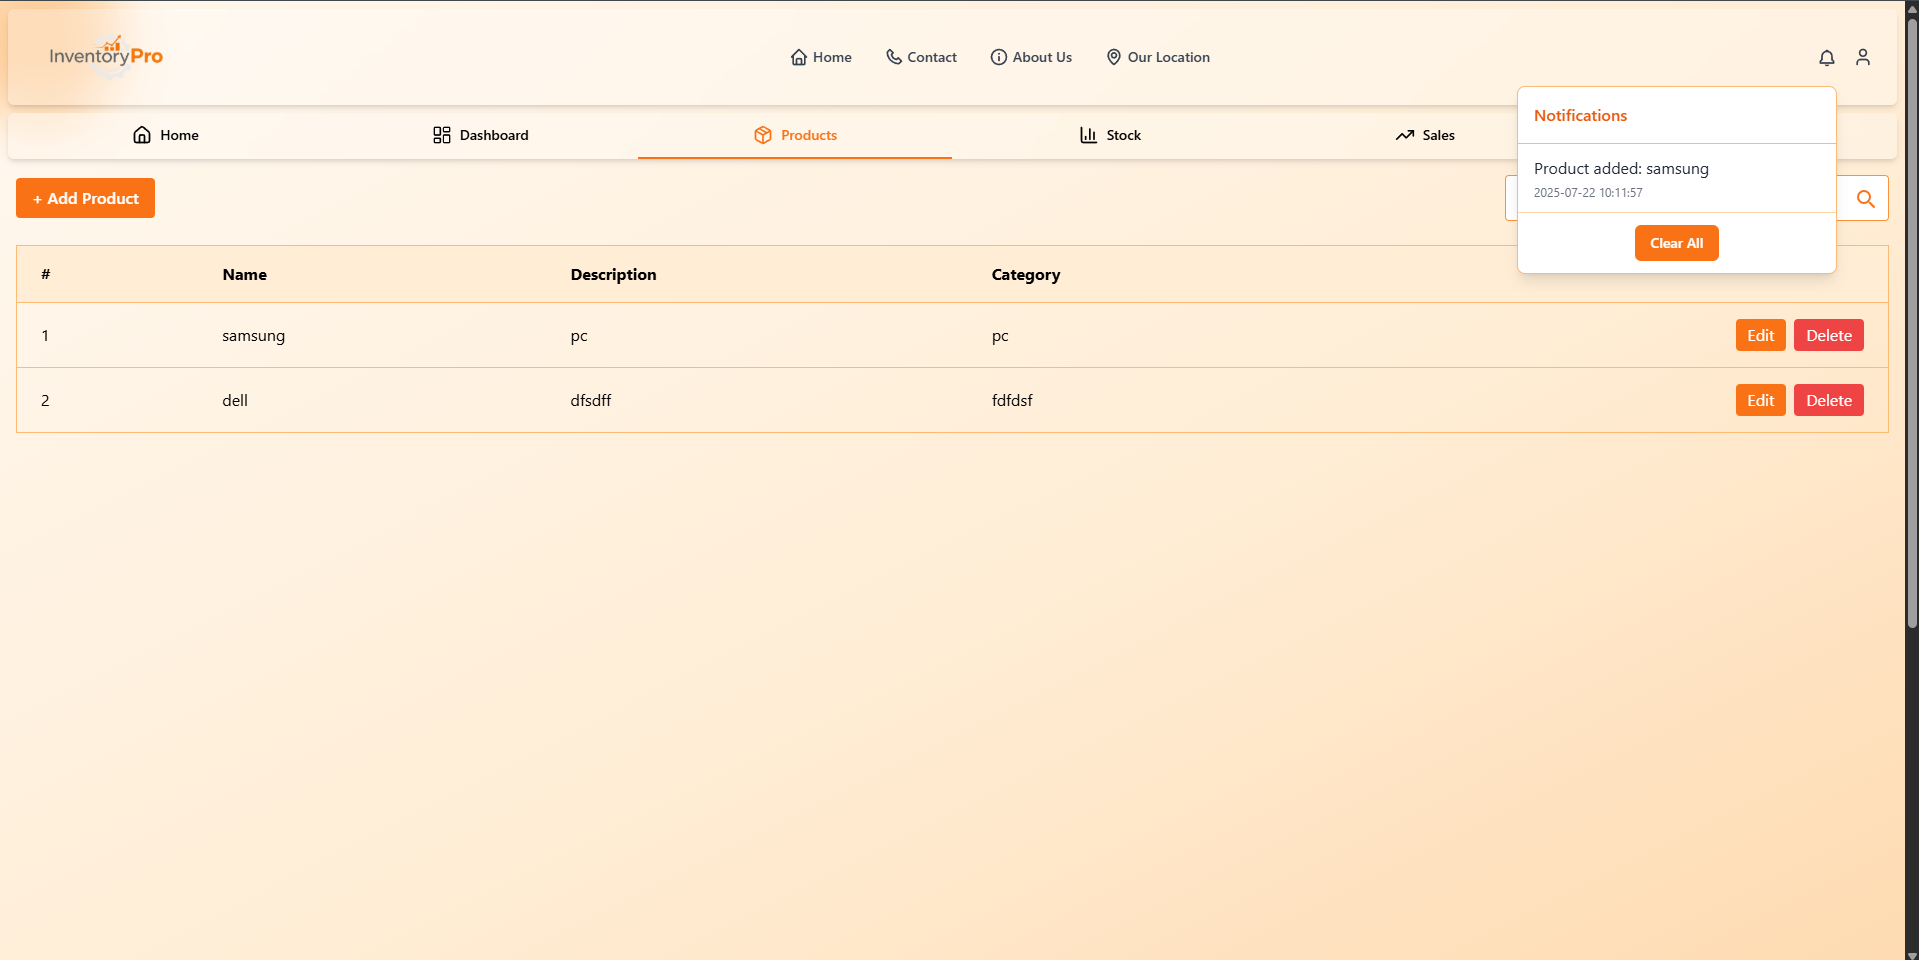 InventoryPro
Home Contact About Us Our Location
Home Dashboard Products Stock Sales
Notifications
Product added: samsung
2025-07-22 10:11:57
Clear All
+ Add Product
# Name Description Category
1 samsung pc pc Edit Delete
2 dell dfsdff fdfdsf Edit Delete